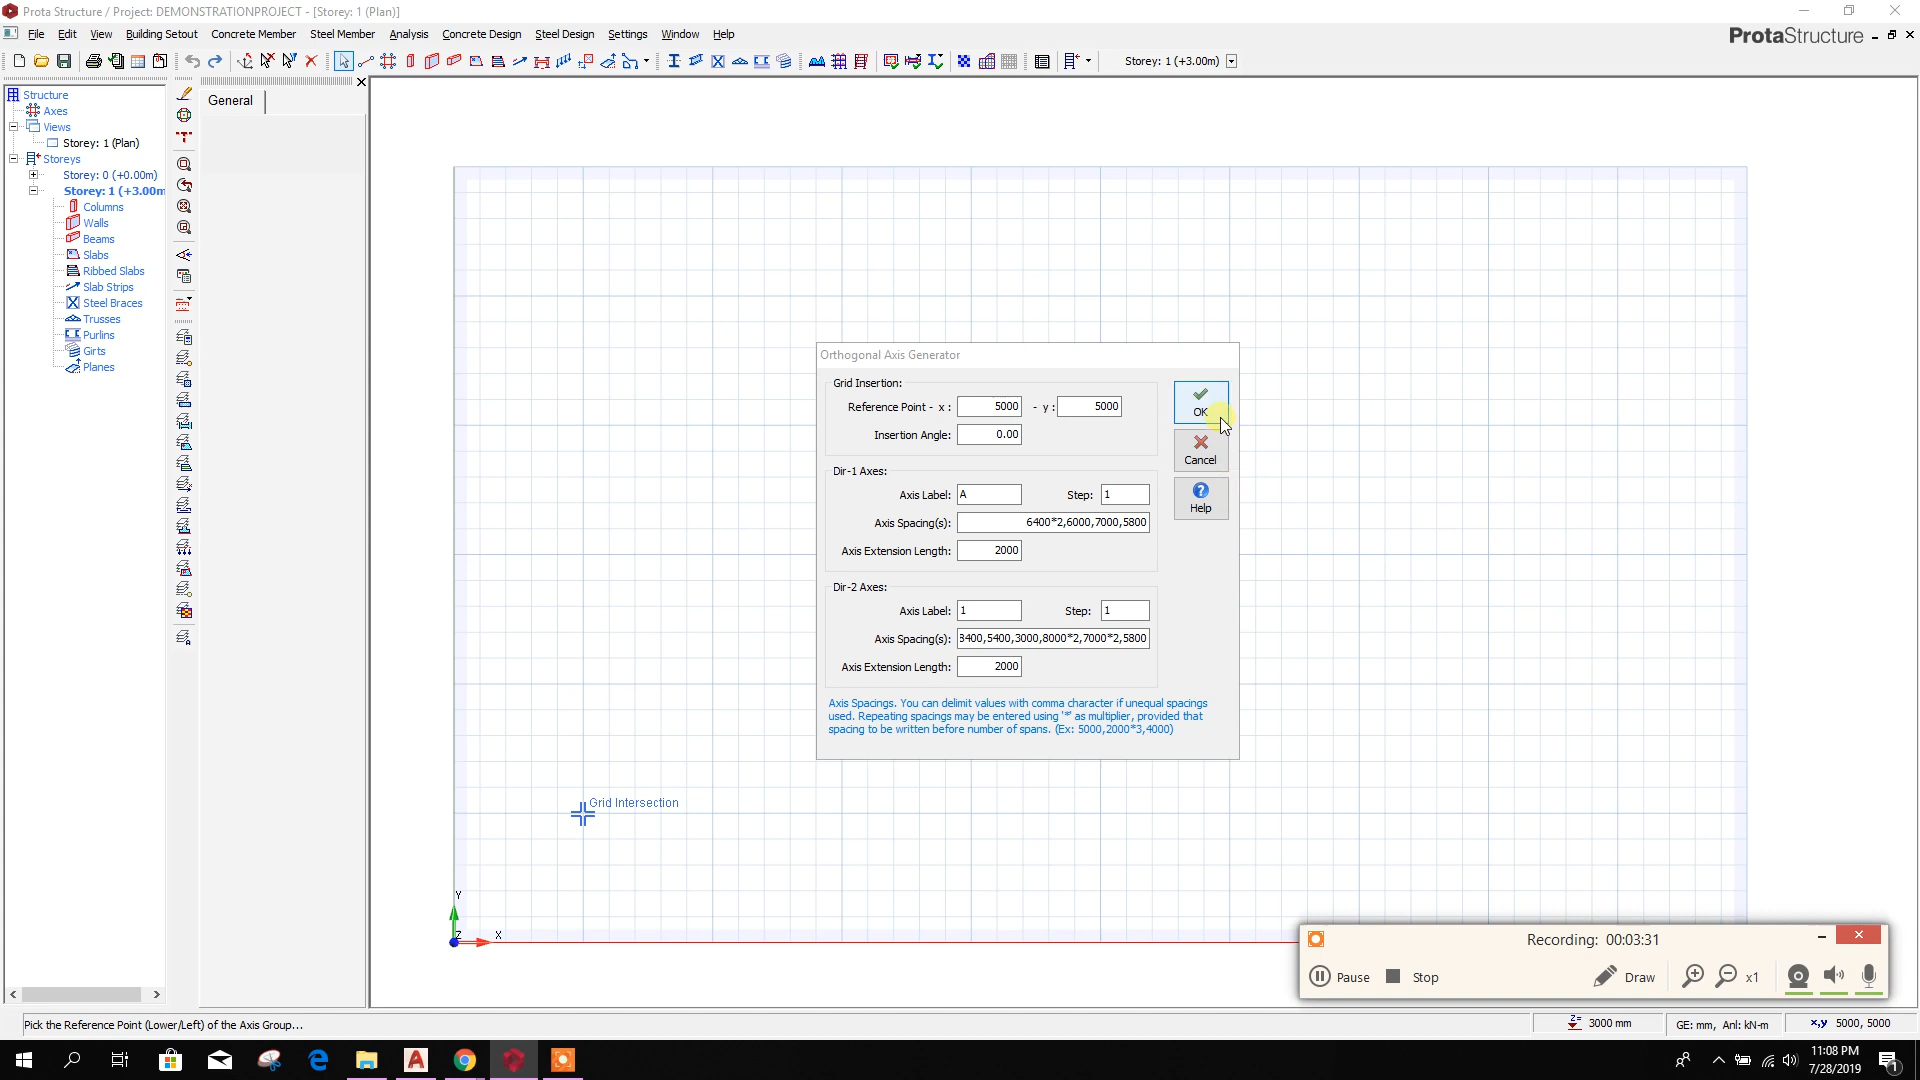 Prota Structure / Project: DEMONSTRATIONPROJECT - [Storey: 1 (Plan)]
File Edit View Building Setout Concrete Member Steel Member Analysis Concrete Design Steel Design Settings Window Help
ProtaStructure
Storey: 1 (+3.00m)
Structure
Axes
Views
Storey: 1 (Plan)
Storeys
Storey: 0 (+0.00m)
Storey: 1 (+3.00m
Columns
Walls
Beams
Slabs
Ribbed Slabs
Slab Strips
Steel Braces
Trusses
Purlins
Girts
Planes
General
Orthogonal Axis Generator
Grid Insertion:
Reference Point - x : 5000 - y : 5000
Insertion Angle: 0.00
OK
Cancel
Help
Dir-1 Axes:
Axis Label: A Step: 1
Axis Spacing(s): 6400*2,6000,7000,5800
Axis Extension Length: 2000
Dir-2 Axes:
Axis Label: 1 Step: 1
Axis Spacing(s): 3400,5400,3000,8000*2,7000*2,5800
Axis Extension Length: 2000
Axis Spacings. You can delimit values with comma character if unequal spacings
used. Repeating spacings may be entered using '*' as multiplier, provided that
spacing to be written before number of spans. (Ex: 5000,2000*3,4000)
Grid Intersection
Y
Z
X
Recording: 00:03:31
Pause Stop Draw x1
Pick the Reference Point (Lower/Left) of the Axis Group...
Z= 3000 mm
GE: mm, Anl: kN-m
x,y 5000, 5000
11:08 PM
7/28/2019
1